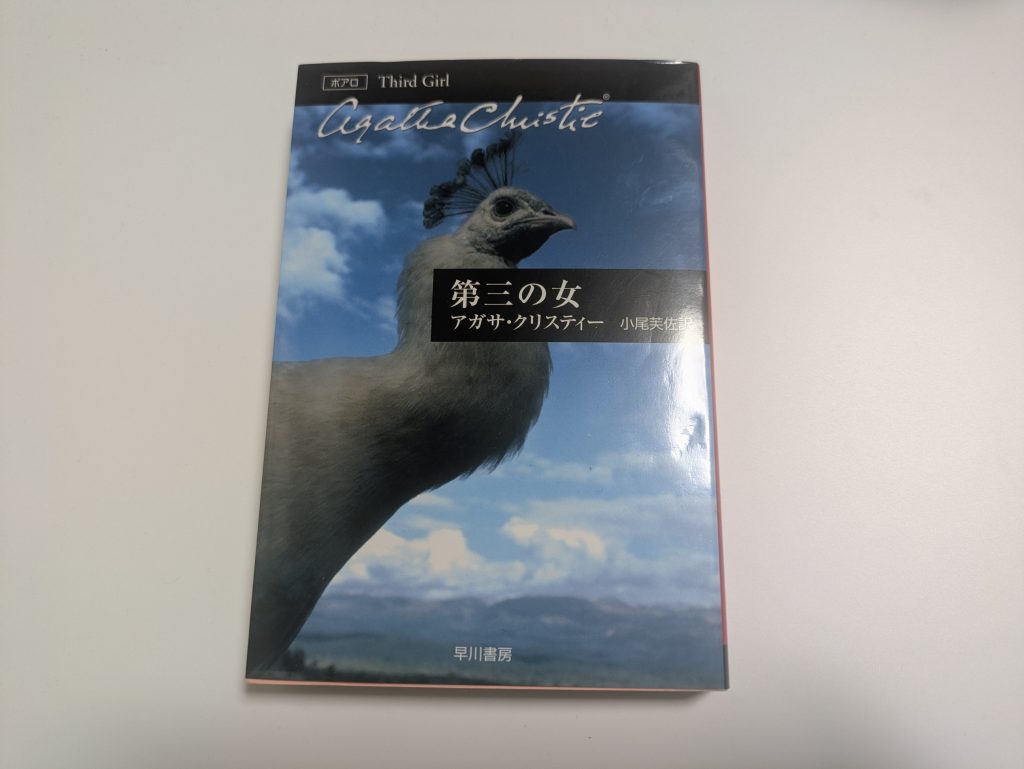 ポアロ Third Girl
Agatha Christie®
第三の女
アガサ・クリスティー 小尾芙佐訳
早川書房